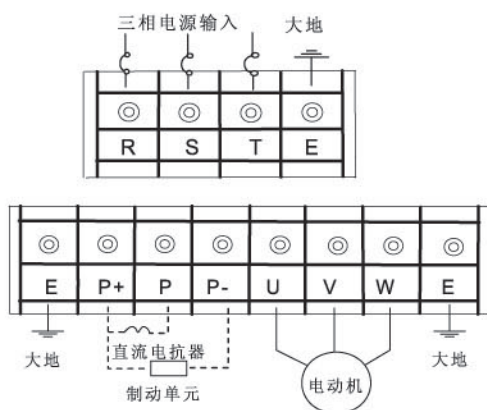 三相电源输入 大地
R S T E
E P+ P P- U V W E
大地 直流电抗器 电动机 大地
制动单元